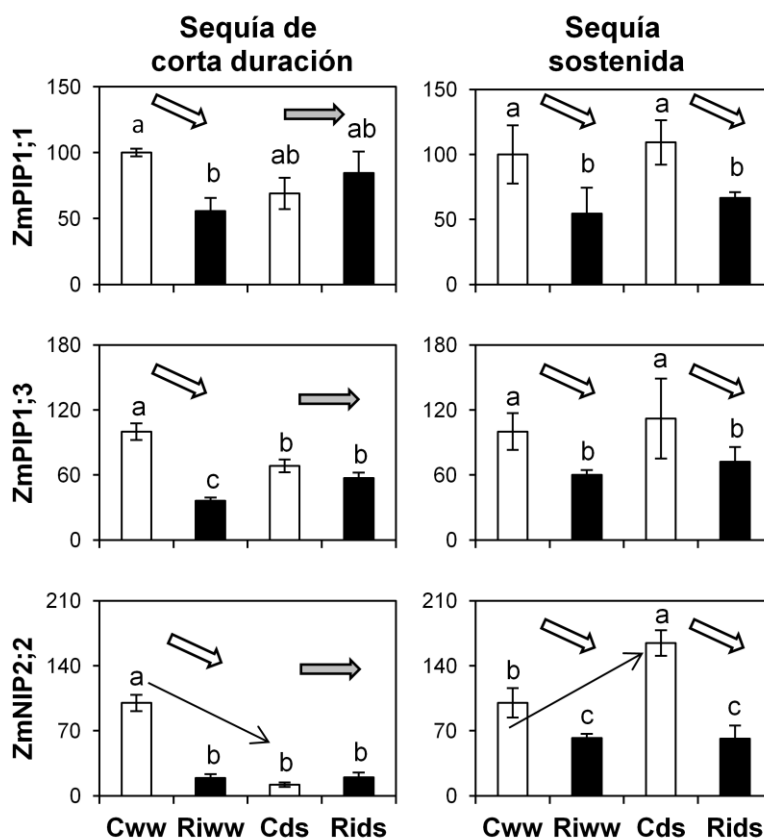 Sequía de
corta duración
Sequía
sostenida
ZmPIP1;1
150
100
50
0
a
b
ab
ab
150
100
50
0
a
b
a
b
ZmPIP1;3
180
120
60
0
a
c
b
b
180
120
60
0
a
b
a
b
ZmNIP2;2
210
140
70
0
a
b
b
b
210
140
70
0
b
c
a
c
Cww Riww Cds Rids
Cww Riww Cds Rids